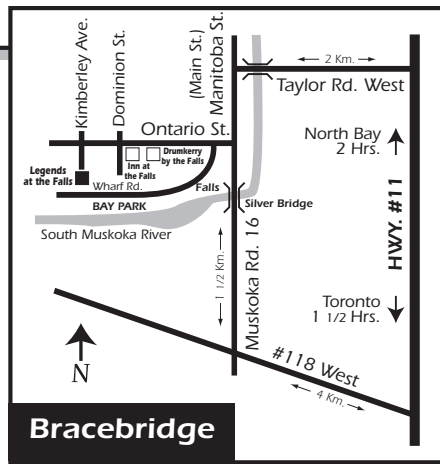 Kimberley Ave.
Dominion St.
(Main St.)
Manitoba St.
2 Km.
Taylor Rd. West
Ontario St.
North Bay
2 Hrs.
Legends
at the Falls
Inn at
the Falls
Drumkerry
by the Falls
Wharf Rd.
Falls
BAY PARK
Silver Bridge
South Muskoka River
HWY. #11
1 1/2 Km.
Muskoka Rd. 16
Toronto
1 1/2 Hrs.
N
#118 West
4 Km.
Bracebridge